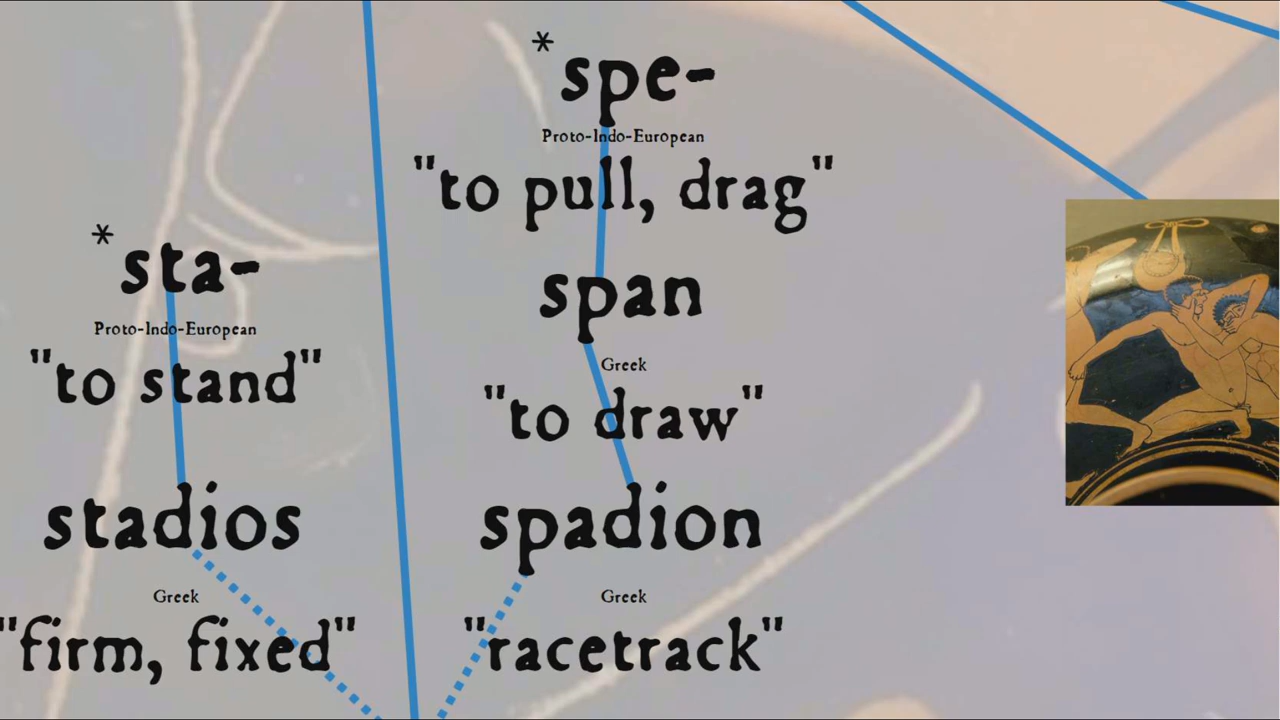 *sta-
Proto-Indo-European
"to stand"
stadios
Greek
"firm, fixed"
*spe-
Proto-Indo-European
"to pull, drag"
span
Greek
"to draw"
spadion
Greek
"racetrack"